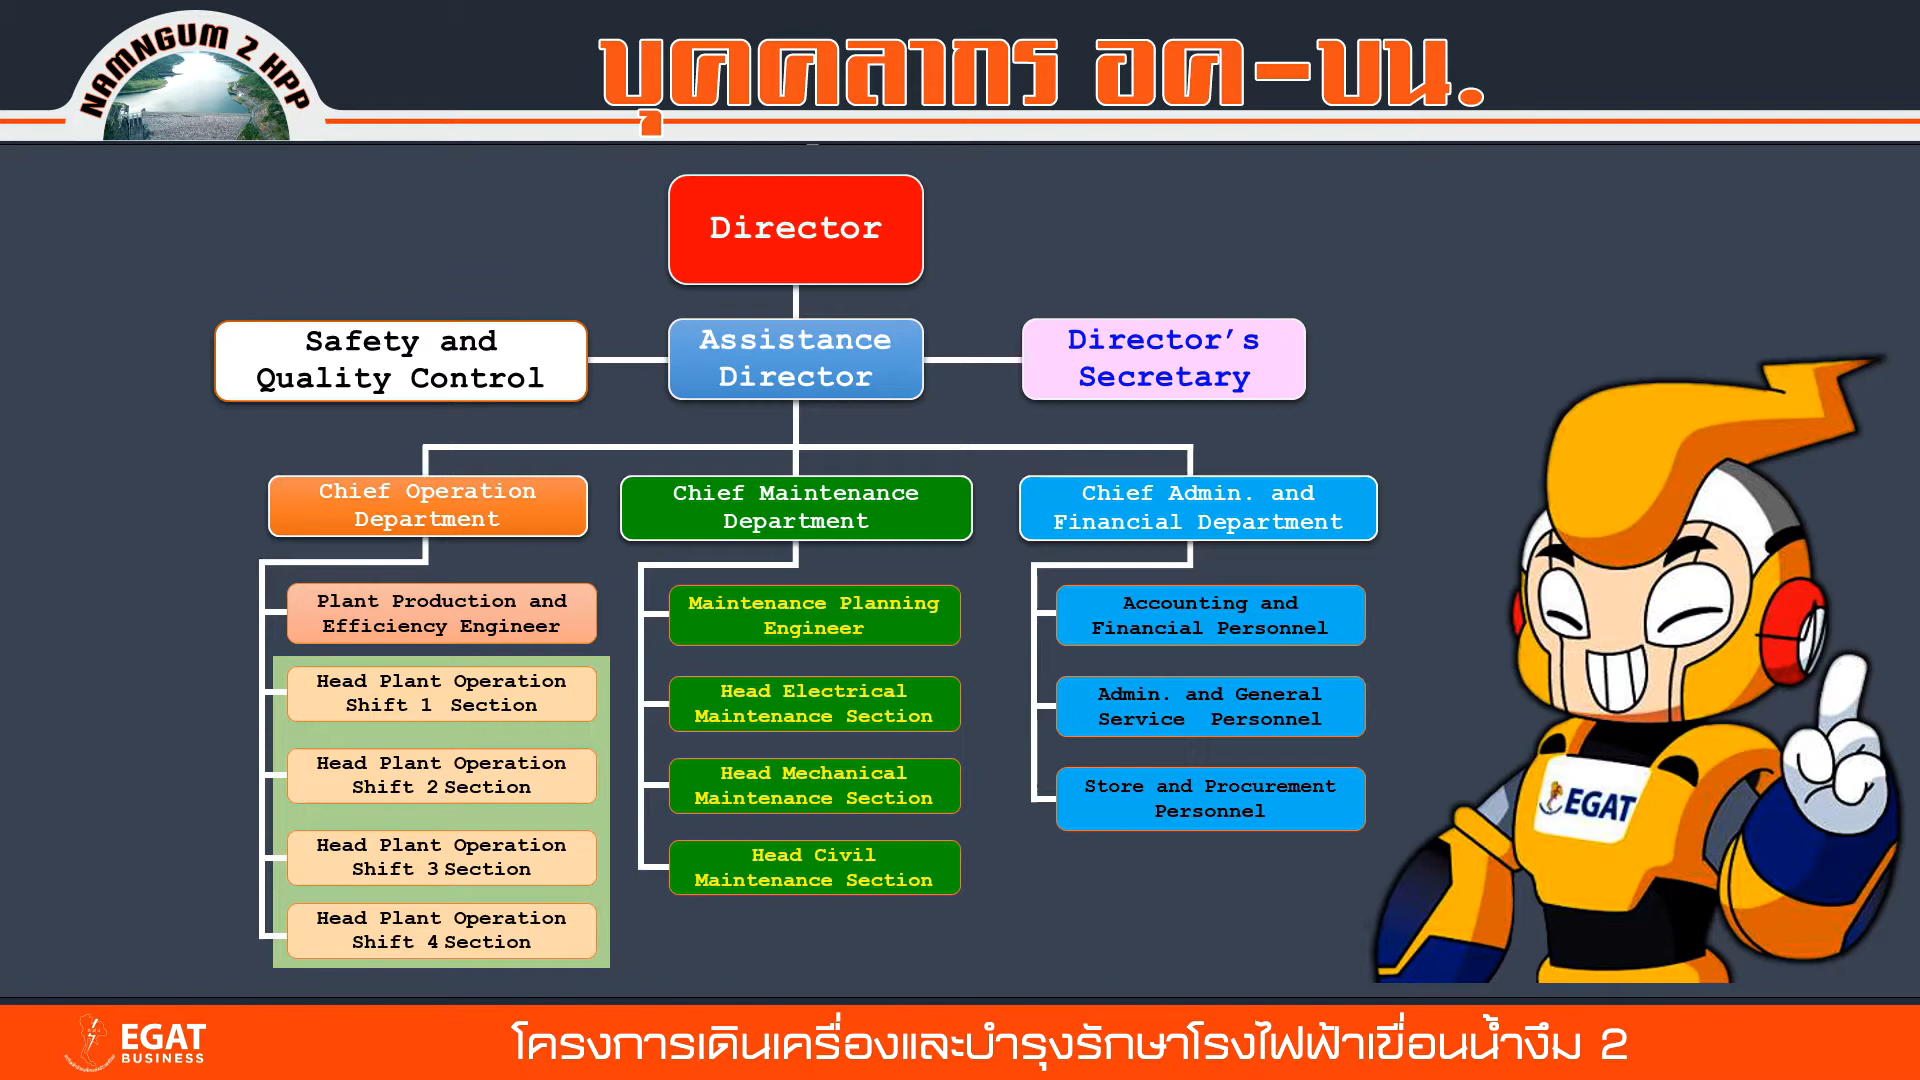 NAMNGUM 2 HPP
บุคคลากร อค-ขน.
Director
Safety and
Quality Control
Assistance
Director
Director’s
Secretary
Chief Operation
Department
Chief Maintenance
Department
Chief Admin. and
Financial Department
Plant Production and
Efficiency Engineer
Head Plant Operation
Shift 1 Section
Head Plant Operation
Shift 2 Section
Head Plant Operation
Shift 3 Section
Head Plant Operation
Shift 4 Section
Maintenance Planning
Engineer
Head Electrical
Maintenance Section
Head Mechanical
Maintenance Section
Head Civil
Maintenance Section
Accounting and
Financial Personnel
Admin. and General
Service Personnel
Store and Procurement
Personnel
EGAT
EGAT
BUSINESS
โครงการเดินเครื่องและบำรุงรักษาโรงไฟฟ้าเขื่อนน้ำงึม 2